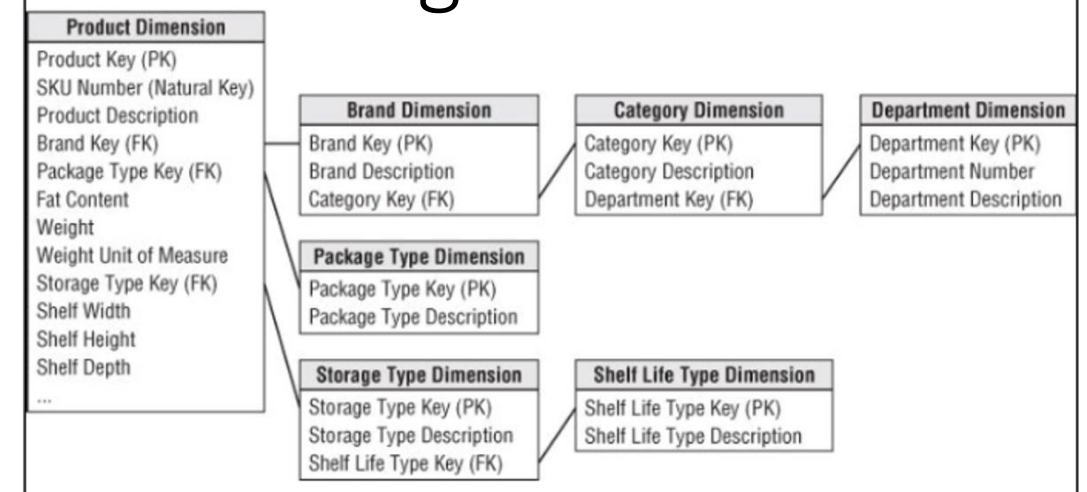 g
Product Dimension
Product Key (PK)
SKU Number (Natural Key)
Product Description
Brand Key (FK)
Package Type Key (FK)
Fat Content
Weight
Weight Unit of Measure
Storage Type Key (FK)
Shelf Width
Shelf Height
Shelf Depth
...
Brand Dimension
Brand Key (PK)
Brand Description
Category Key (FK)
Category Dimension
Category Key (PK)
Category Description
Department Key (FK)
Department Dimension
Department Key (PK)
Department Number
Department Description
Package Type Dimension
Package Type Key (PK)
Package Type Description
Storage Type Dimension
Storage Type Key (PK)
Storage Type Description
Shelf Life Type Key (FK)
Shelf Life Type Dimension
Shelf Life Type Key (PK)
Shelf Life Type Description